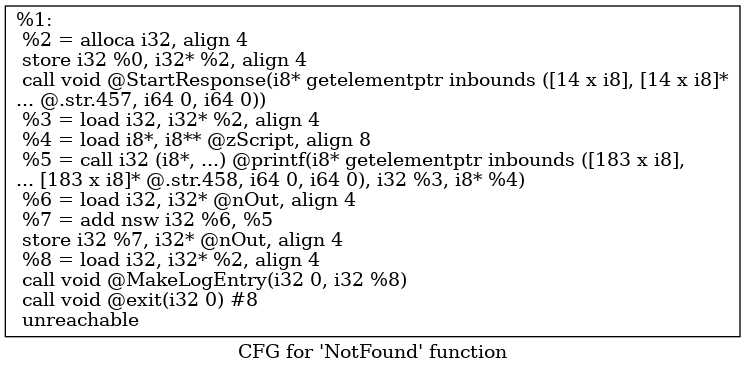 %1:
%2 = alloca i32, align 4
store i32 %0, i32* %2, align 4
call void @StartResponse(i8* getelementptr inbounds ([14 x i8], [14 x i8]*
... @.str.457, i64 0, i64 0))
%3 = load i32, i32* %2, align 4
%4 = load i8*, i8** @zScript, align 8
%5 = call i32 (i8*, ...) @printf(i8* getelementptr inbounds ([183 x i8],
... [183 x i8]* @.str.458, i64 0, i64 0), i32 %3, i8* %4)
%6 = load i32, i32* @nOut, align 4
%7 = add nsw i32 %6, %5
store i32 %7, i32* @nOut, align 4
%8 = load i32, i32* %2, align 4
call void @MakeLogEntry(i32 0, i32 %8)
call void @exit(i32 0) #8
unreachable
CFG for 'NotFound' function